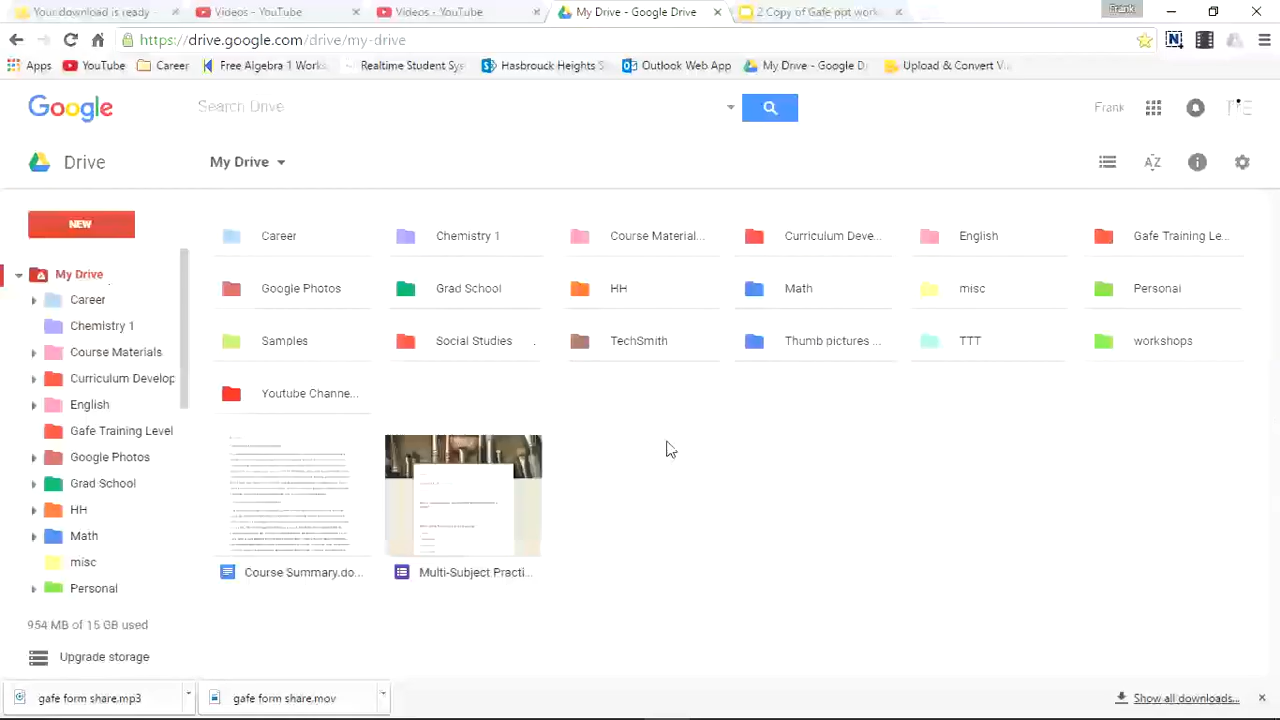 Your download is ready -
Videos - YouTube
Videos - YouTube
My Drive - Google Drive
2 Copy of Gafe ppt work
Frank
https://drive.google.com/drive/my-drive
Apps
YouTube
Career
Free Algebra 1 Works
Realtime Student Sys
Hasbrouck Heights S
Outlook Web App
My Drive - Google D
Upload & Convert Vi
Google
Search Drive
Frank
Drive
My Drive
AZ
NEW
My Drive
Career
Chemistry 1
Course Materials
Curriculum Develop
English
Gafe Training Level
Google Photos
Grad School
HH
Math
misc
Personal
954 MB of 15 GB used
Upgrade storage
Career
Chemistry 1
Course Material...
Curriculum Deve...
English
Gafe Training Le...
Google Photos
Grad School
HH
Math
misc
Personal
Samples
Social Studies
TechSmith
Thumb pictures ...
TTT
workshops
Youtube Channe...
Course Summary.do...
Multi-Subject Practi...
gafe form share.mp3
gafe form share.mov
Show all downloads...